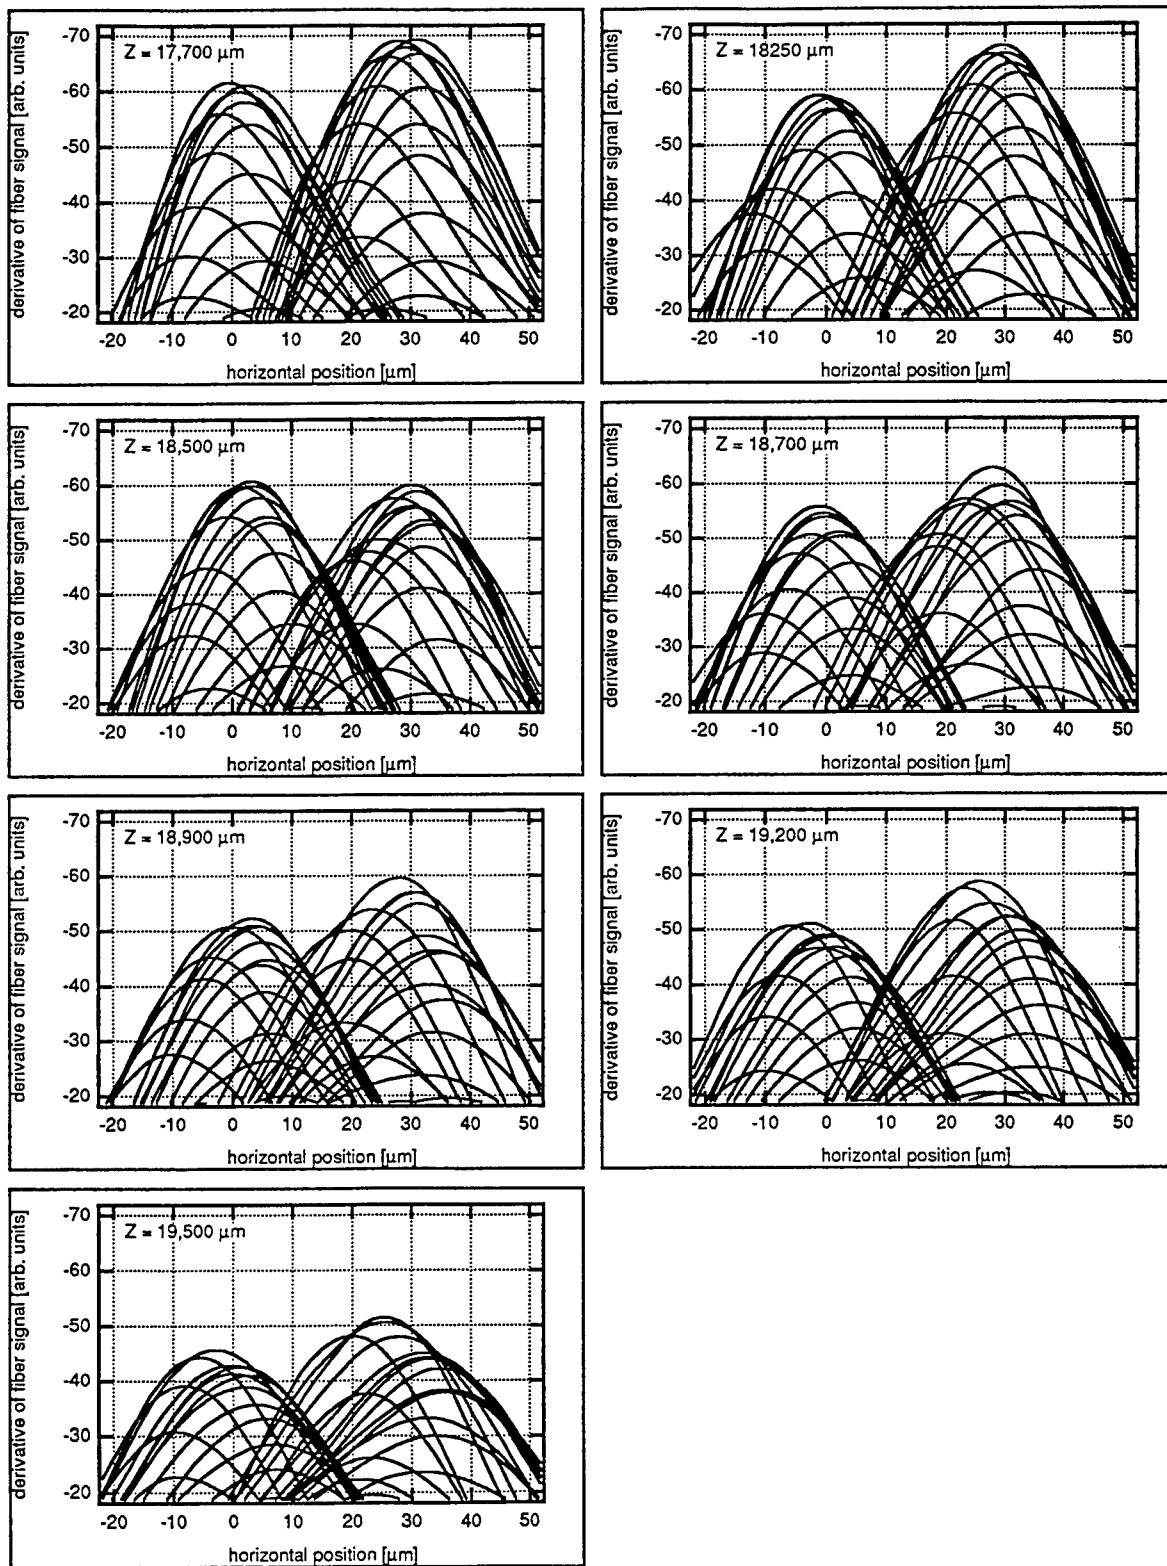 derivative of fiber signal [arb. units]
-70
-60
-50
-40
-30
-20
Z = 17,700 μm
-20 -10 0 10 20 30 40 50
horizontal position [μm]
derivative of fiber signal [arb. units]
-70
-60
-50
-40
-30
-20
Z = 18250 μm
-20 -10 0 10 20 30 40 50
horizontal position [μm]
derivative of fiber signal [arb. units]
-70
-60
-50
-40
-30
-20
Z = 18,500 μm
-20 -10 0 10 20 30 40 50
horizontal position [μm]
derivative of fiber signal [arb. units]
-70
-60
-50
-40
-30
-20
Z = 18,700 μm
-20 -10 0 10 20 30 40 50
horizontal position [μm]
derivative of fiber signal [arb. units]
-70
-60
-50
-40
-30
-20
Z = 18,900 μm
-20 -10 0 10 20 30 40 50
horizontal position [μm]
derivative of fiber signal [arb. units]
-70
-60
-50
-40
-30
-20
Z = 19,200 μm
-20 -10 0 10 20 30 40 50
horizontal position [μm]
derivative of fiber signal [arb. units]
-70
-60
-50
-40
-30
-20
Z = 19,500 μm
-20 -10 0 10 20 30 40 50
horizontal position [μm]